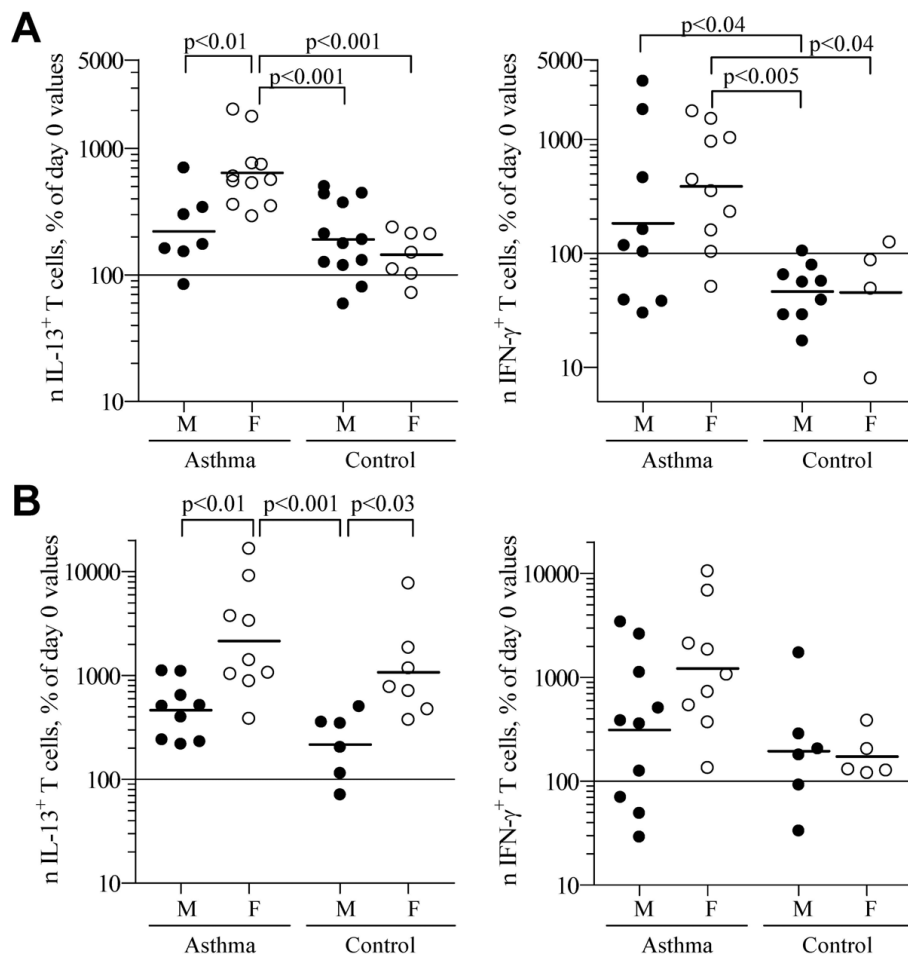 A
p<0.01
p<0.001
p<0.001
n IL-13+ T cells, % of day 0 values
5000
1000
100
10
M F M F
Asthma Control
p<0.04
p<0.04
p<0.005
n IFN-γ+ T cells, % of day 0 values
5000
1000
100
10
M F M F
Asthma Control
B
p<0.01 p<0.001 p<0.03
n IL-13+ T cells, % of day 0 values
10000
1000
100
10
M F M F
Asthma Control
n IFN-γ+ T cells, % of day 0 values
10000
1000
100
10
M F M F
Asthma Control